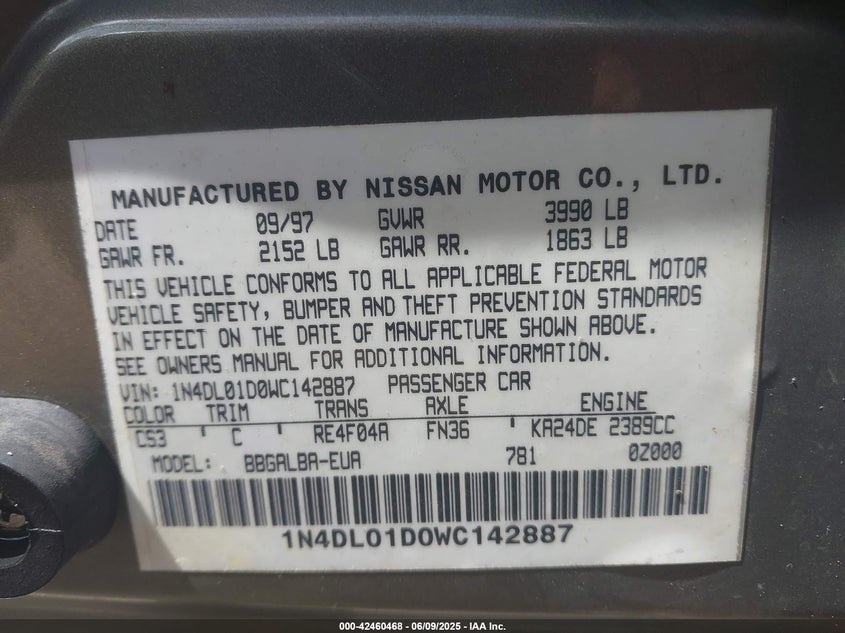 MANUFACTURED BY NISSAN MOTOR CO., LTD.
DATE 09/97 GVWR 3990 LB
GAWR FR. 2152 LB GAWR RR. 1863 LB
THIS VEHICLE CONFORMS TO ALL APPLICABLE FEDERAL MOTOR
VEHICLE SAFETY, BUMPER AND THEFT PREVENTION STANDARDS
IN EFFECT ON THE DATE OF MANUFACTURE SHOWN ABOVE.
SEE OWNERS MANUAL FOR ADDITIONAL INFORMATION.
VIN: 1N4DL01D0WC142887 PASSENGER CAR
COLOR TRIM TRANS AXLE ENGINE
CS3 ' C RE4F04A FN36 ' KA24DE 2389CC
MODEL: BBGALBA-EUA 781 0Z000
1N4DL01D0WC142887
000-42460468 - 06/09/2025 - IAA Inc.